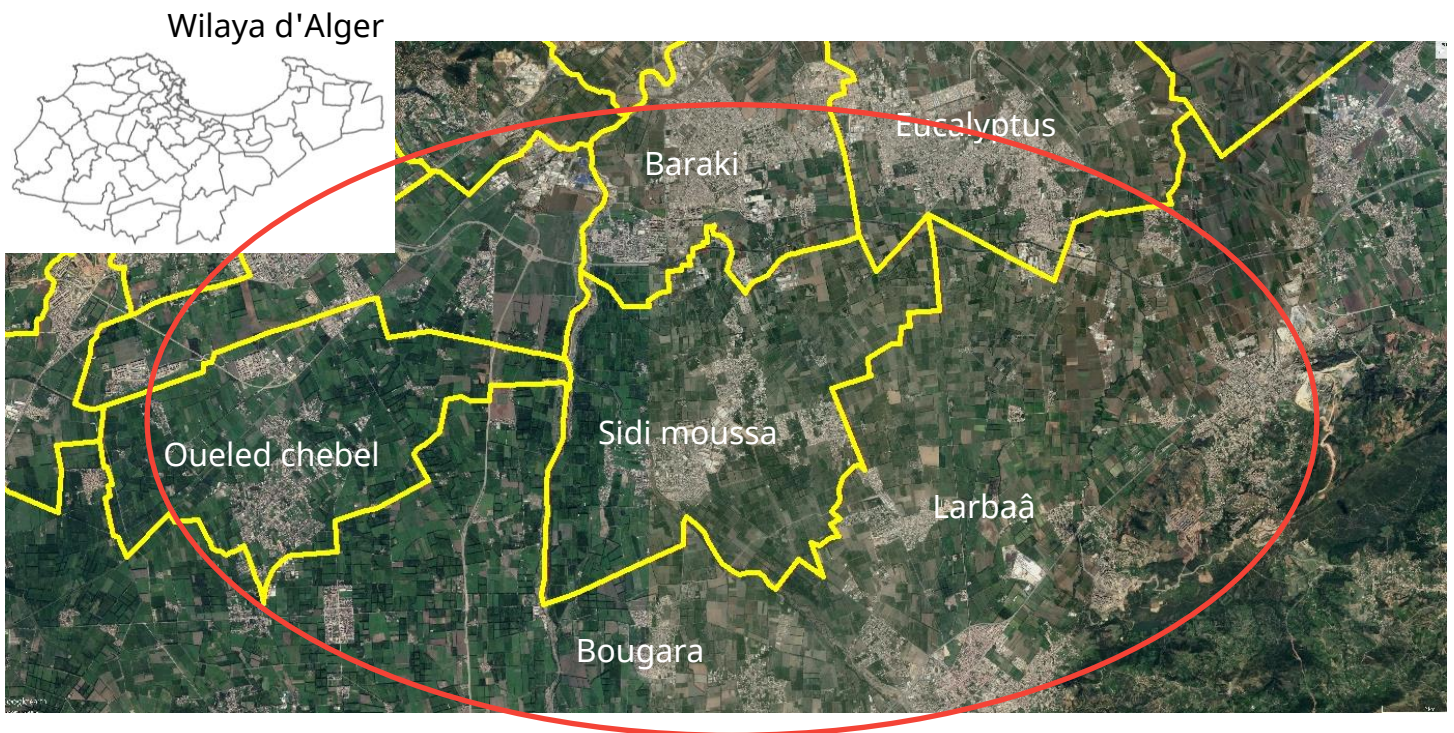 Wilaya d'Alger
Eucalyptus
Baraki
Sidi moussa
Oueled chebel
Larbaâ
Bougara